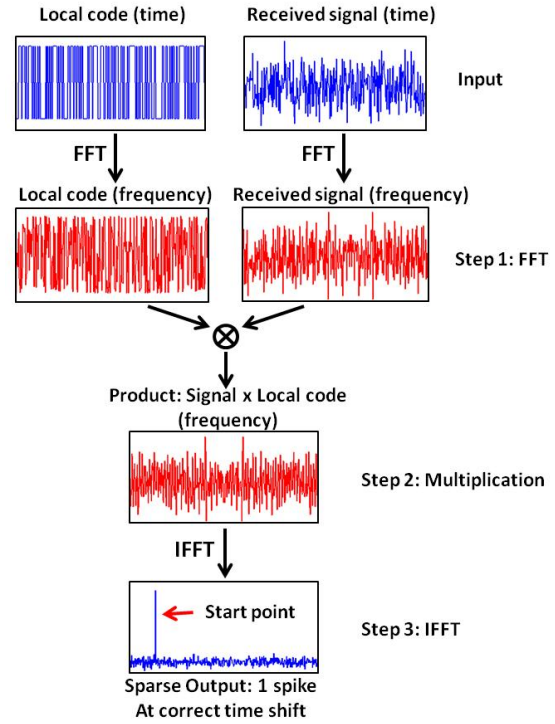 Local code (time)
Received signal (time)
Input
FFT
FFT
Local code (frequency)
Received signal (frequency)
Step 1: FFT
Product: Signal x Local code
(frequency)
Step 2: Multiplication
IFFT
Start point
Step 3: IFFT
Sparse Output: 1 spike
At correct time shift